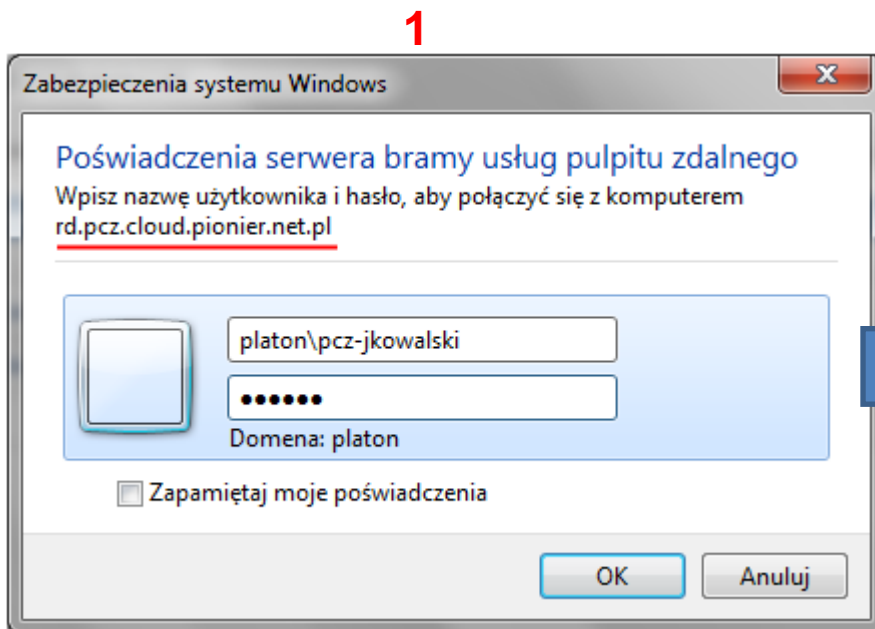 1
Zabezpieczenia systemu Windows
x
Poświadczenia serwera bramy usług pulpitu zdalnego
Wpisz nazwę użytkownika i hasło, aby połączyć się z komputerem
rd.pcz.cloud.pionier.net.pl
platon\pcz-jkowalski
●●●●●●
Domena: platon
Zapamiętaj moje poświadczenia
OK
Anuluj